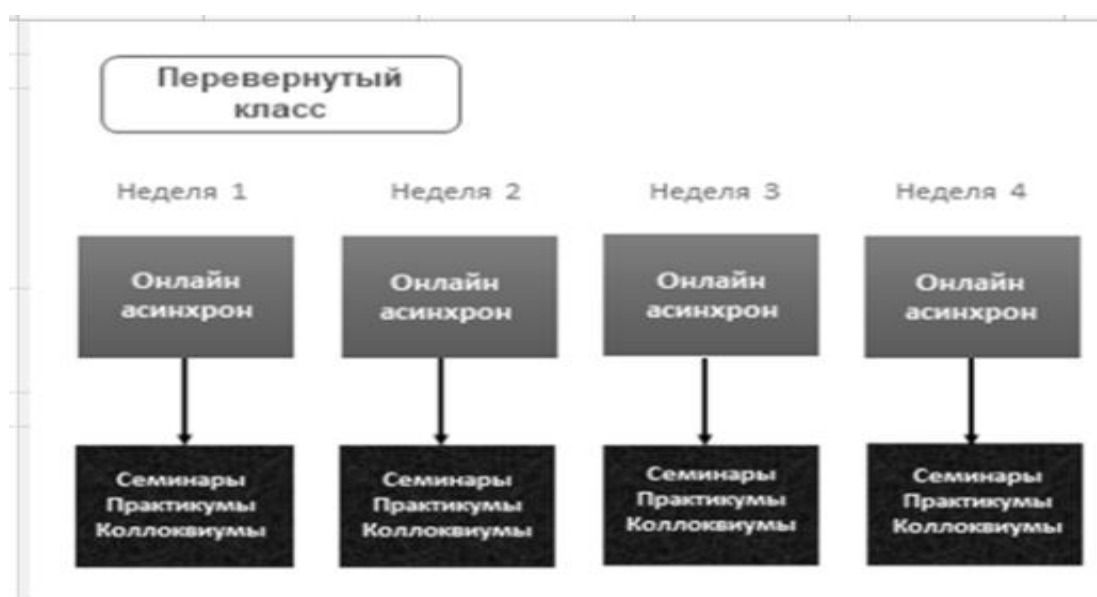 Перевернутый
класс
Неделя 1
Неделя 2
Неделя 3
Неделя 4
Онлайн
асинхрон
Онлайн
асинхрон
Онлайн
асинхрон
Онлайн
асинхрон
Семинары
Практикумы
Коллоквиумы
Семинары
Практикумы
Коллоквиумы
Семинары
Практикумы
Коллоквиумы
Семинары
Практикумы
Коллоквиумы